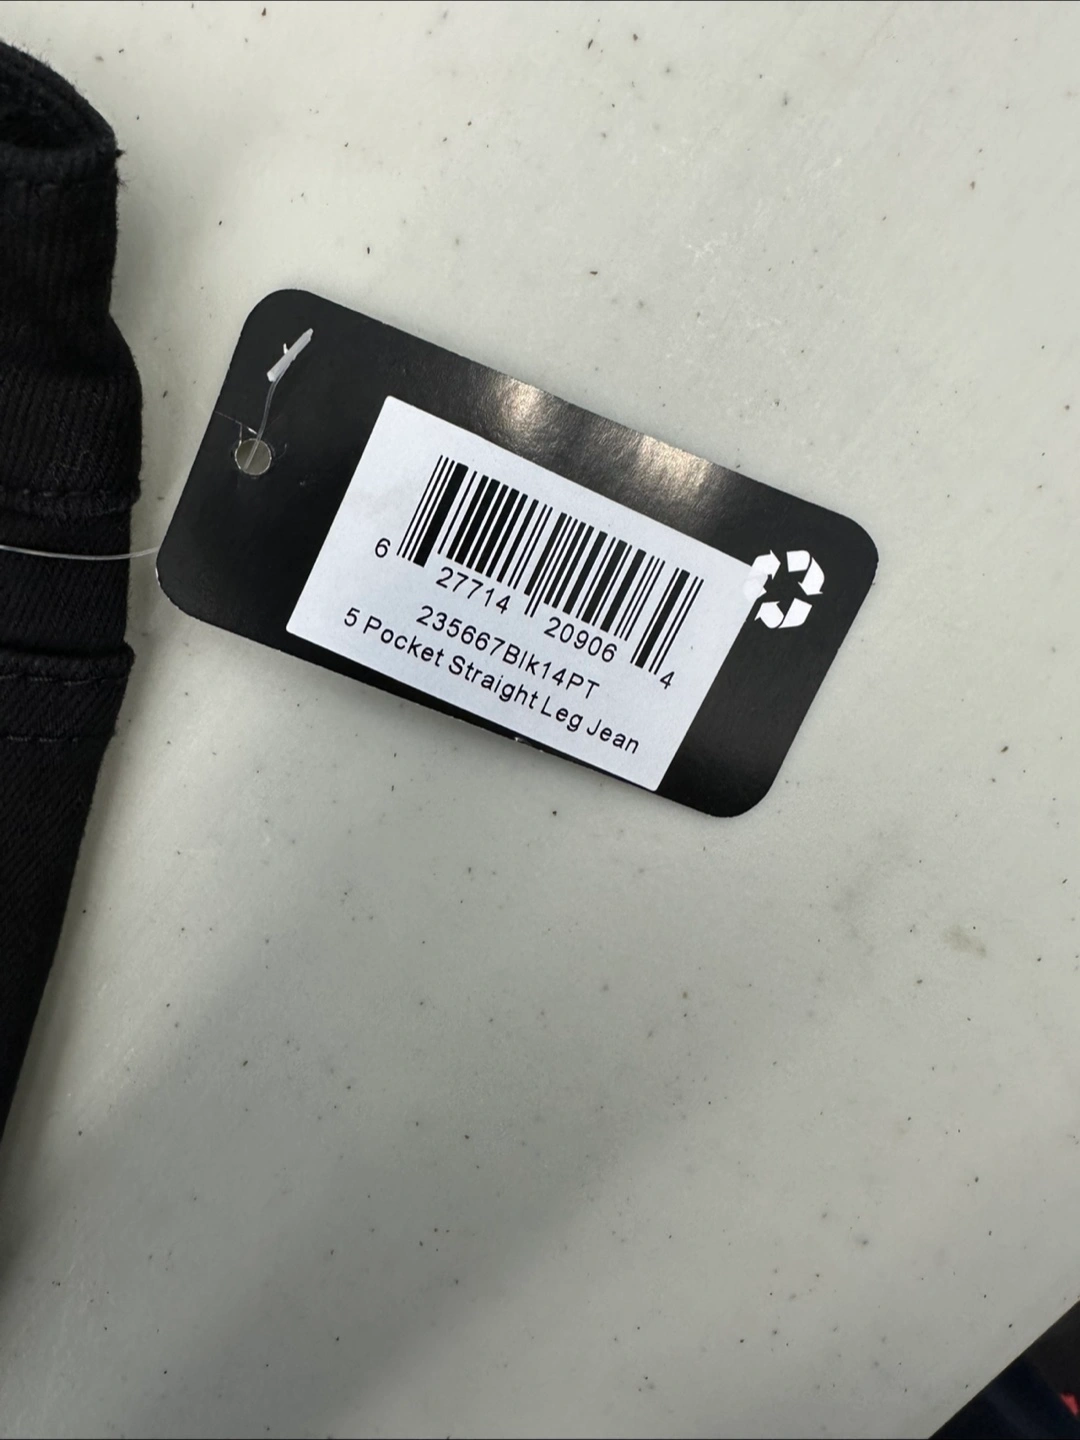 6 27714 20906 4
235667Blk14PT
5 Pocket Straight Leg Jean